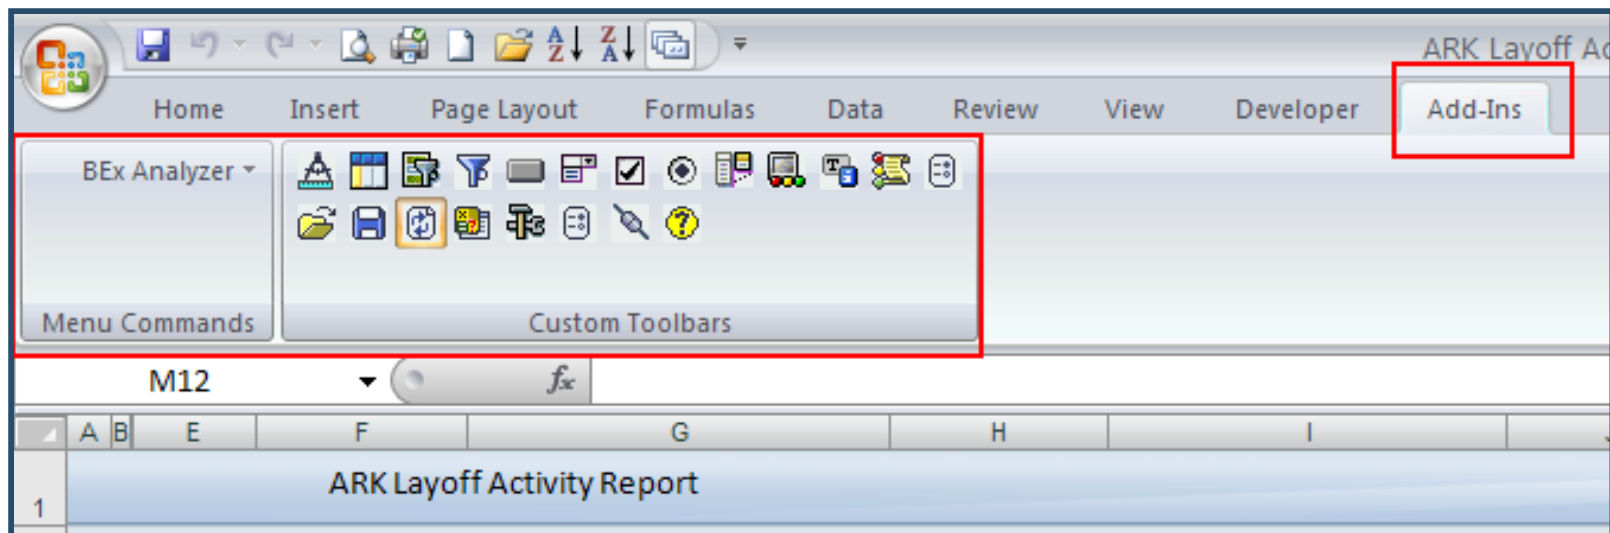 ARK Layoff Ac
Home Insert Page Layout Formulas Data Review View Developer Add-Ins
BEx Analyzer
Menu Commands Custom Toolbars
M12 fx
A B E F G H I
ARK Layoff Activity Report
1